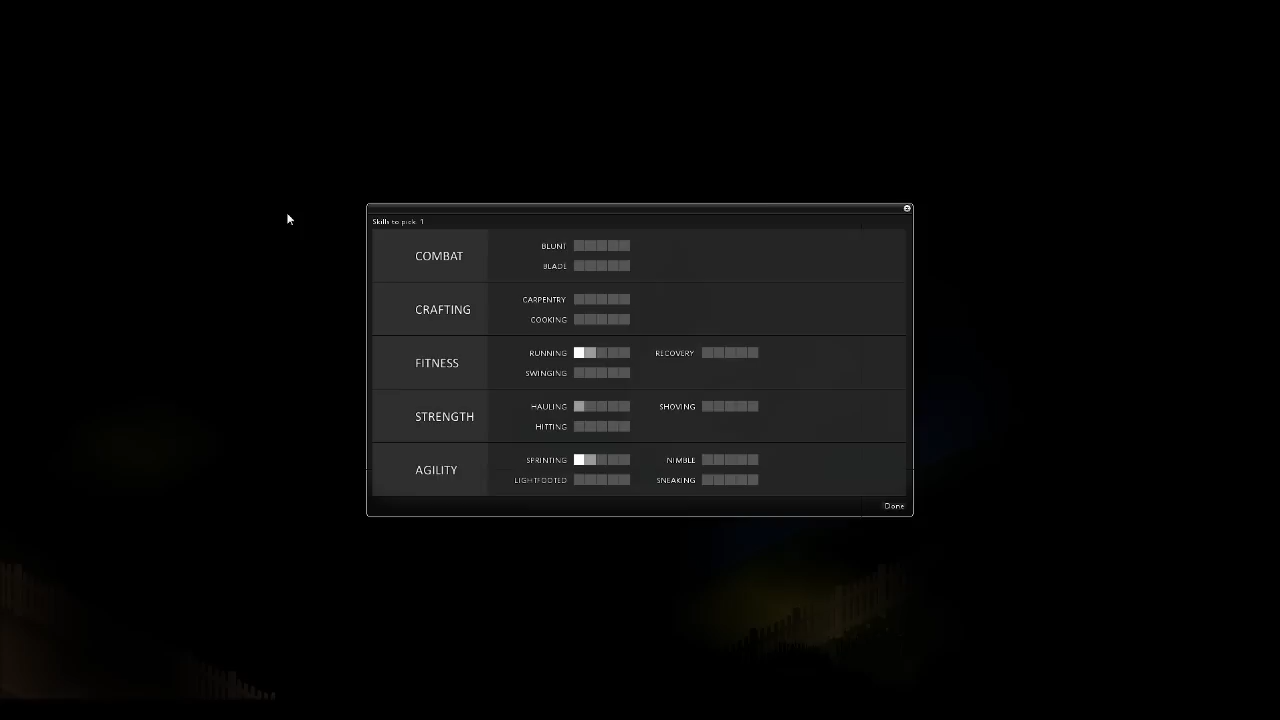 Skills to pick: 1
COMBAT
BLUNT
BLADE
CRAFTING
CARPENTRY
COOKING
FITNESS
RUNNING RECOVERY
SWINGING
STRENGTH
HAULING SHOVING
HITTING
AGILITY
SPRINTING NIMBLE
LIGHTFOOTED SNEAKING
Done